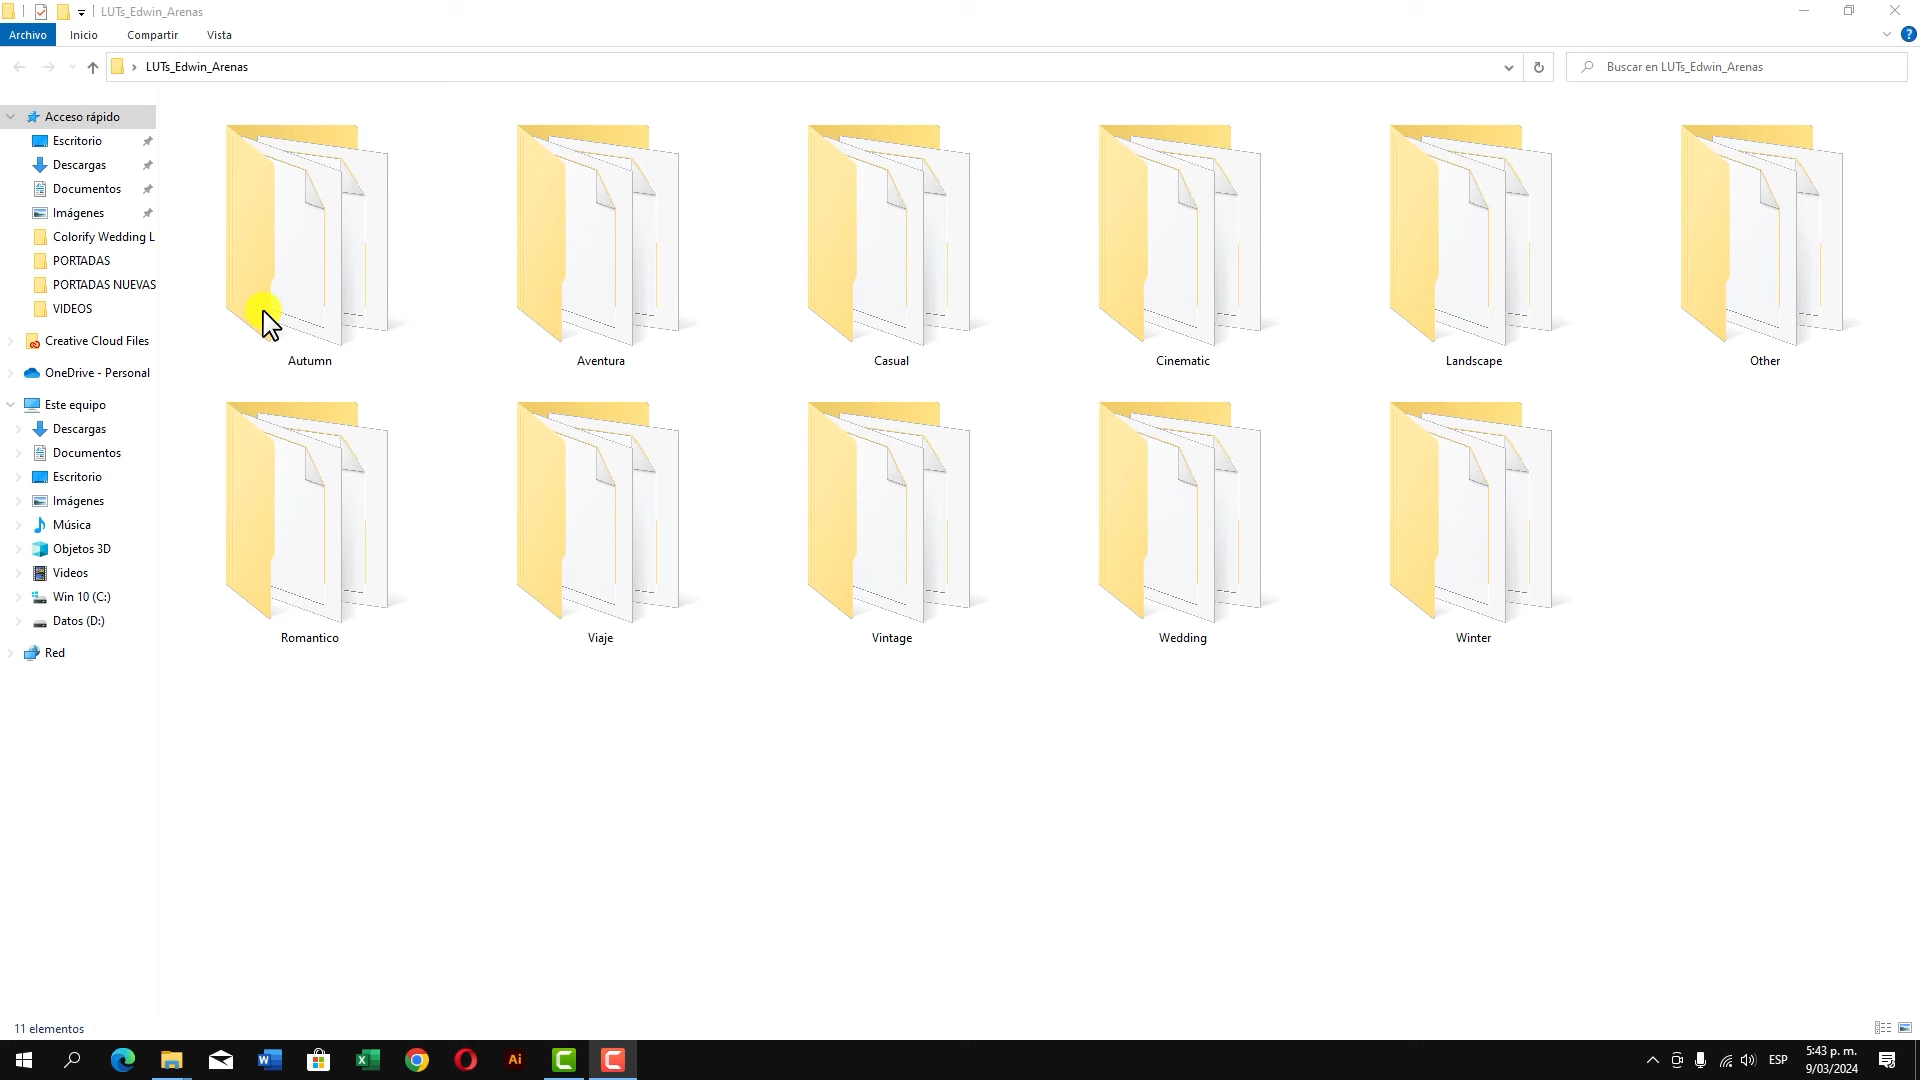 LUTs_Edwin_Arenas
Archivo Inicio Compartir Vista
LUTs_Edwin_Arenas
Buscar en LUTs_Edwin_Arenas
Acceso rápido
Escritorio
Descargas
Documentos
Imágenes
Colorify Wedding L
PORTADAS
PORTADAS NUEVAS
VIDEOS
Creative Cloud Files
OneDrive - Personal
Este equipo
Descargas
Documentos
Escritorio
Imágenes
Música
Objetos 3D
Videos
Win 10 (C:)
Datos (D:)
Red
Autumn Aventura Casual Cinematic Landscape Other
Romantico Viaje Vintage Wedding Winter
11 elementos
Ai
ESP
5:43 p. m.
9/03/2024